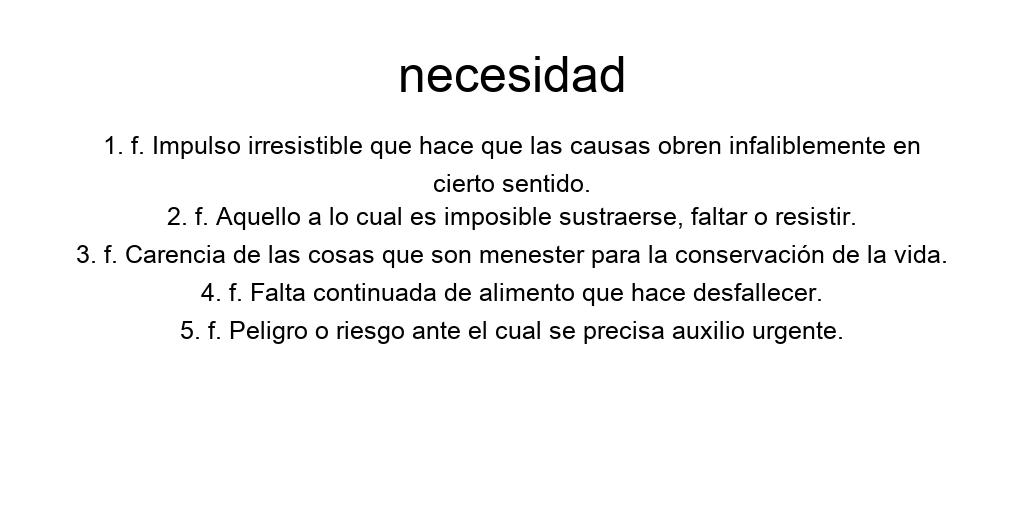 necesidad
1. f. Impulso irresistible que hace que las causas obren infaliblemente en
cierto sentido.
2. f. Aquello a lo cual es imposible sustraerse, faltar o resistir.
3. f. Carencia de las cosas que son menester para la conservación de la vida.
4. f. Falta continuada de alimento que hace desfallecer.
5. f. Peligro o riesgo ante el cual se precisa auxilio urgente.